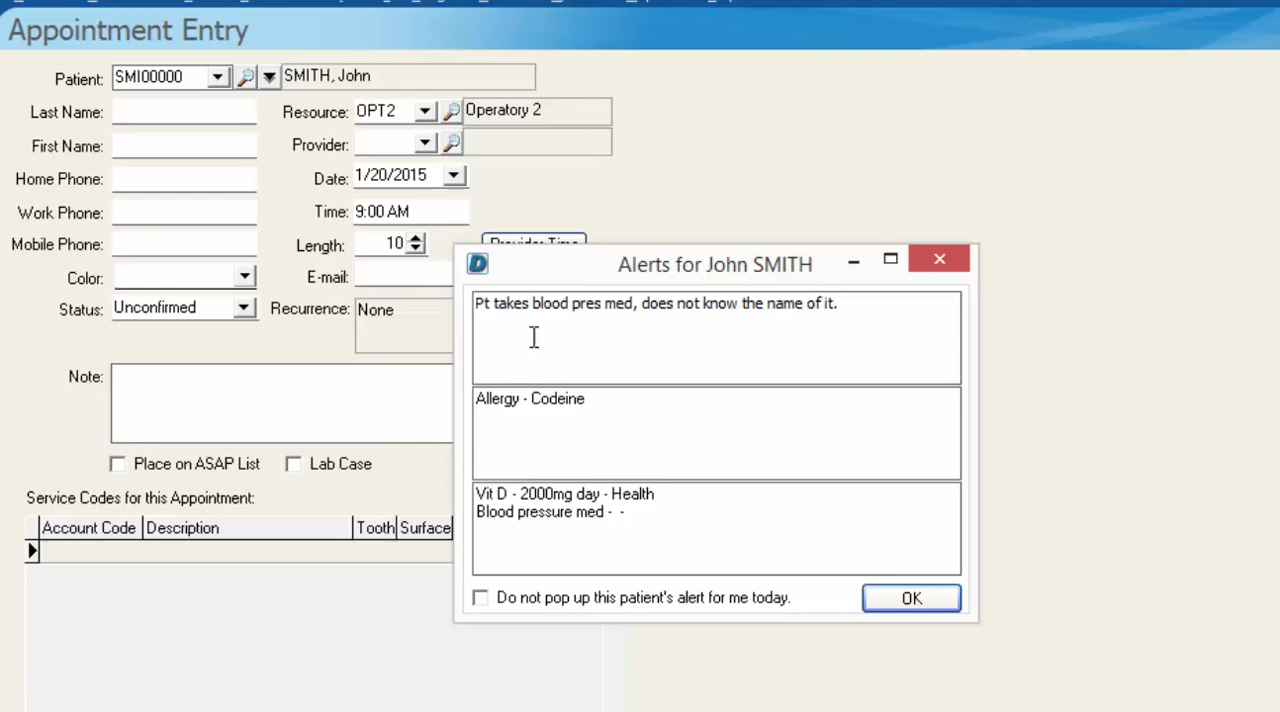 Appointment Entry
Patient: SMI00000 SMITH, John
Last Name: Resource: OPT2 Operatory 2
First Name: Provider:
Home Phone: Date: 1/20/2015
Work Phone: Time: 9:00 AM
Mobile Phone: Length: 10
Color: E-mail:
Status: Unconfirmed Recurrence: None
Note:
Place on ASAP List Lab Case
Service Codes for this Appointment:
Account Code Description Tooth Surface
Alerts for John SMITH
Pt takes blood pres med, does not know the name of it.
Allergy - Codeine
Vit D - 2000mg day - Health
Blood pressure med - -
Do not pop up this patient's alert for me today. OK